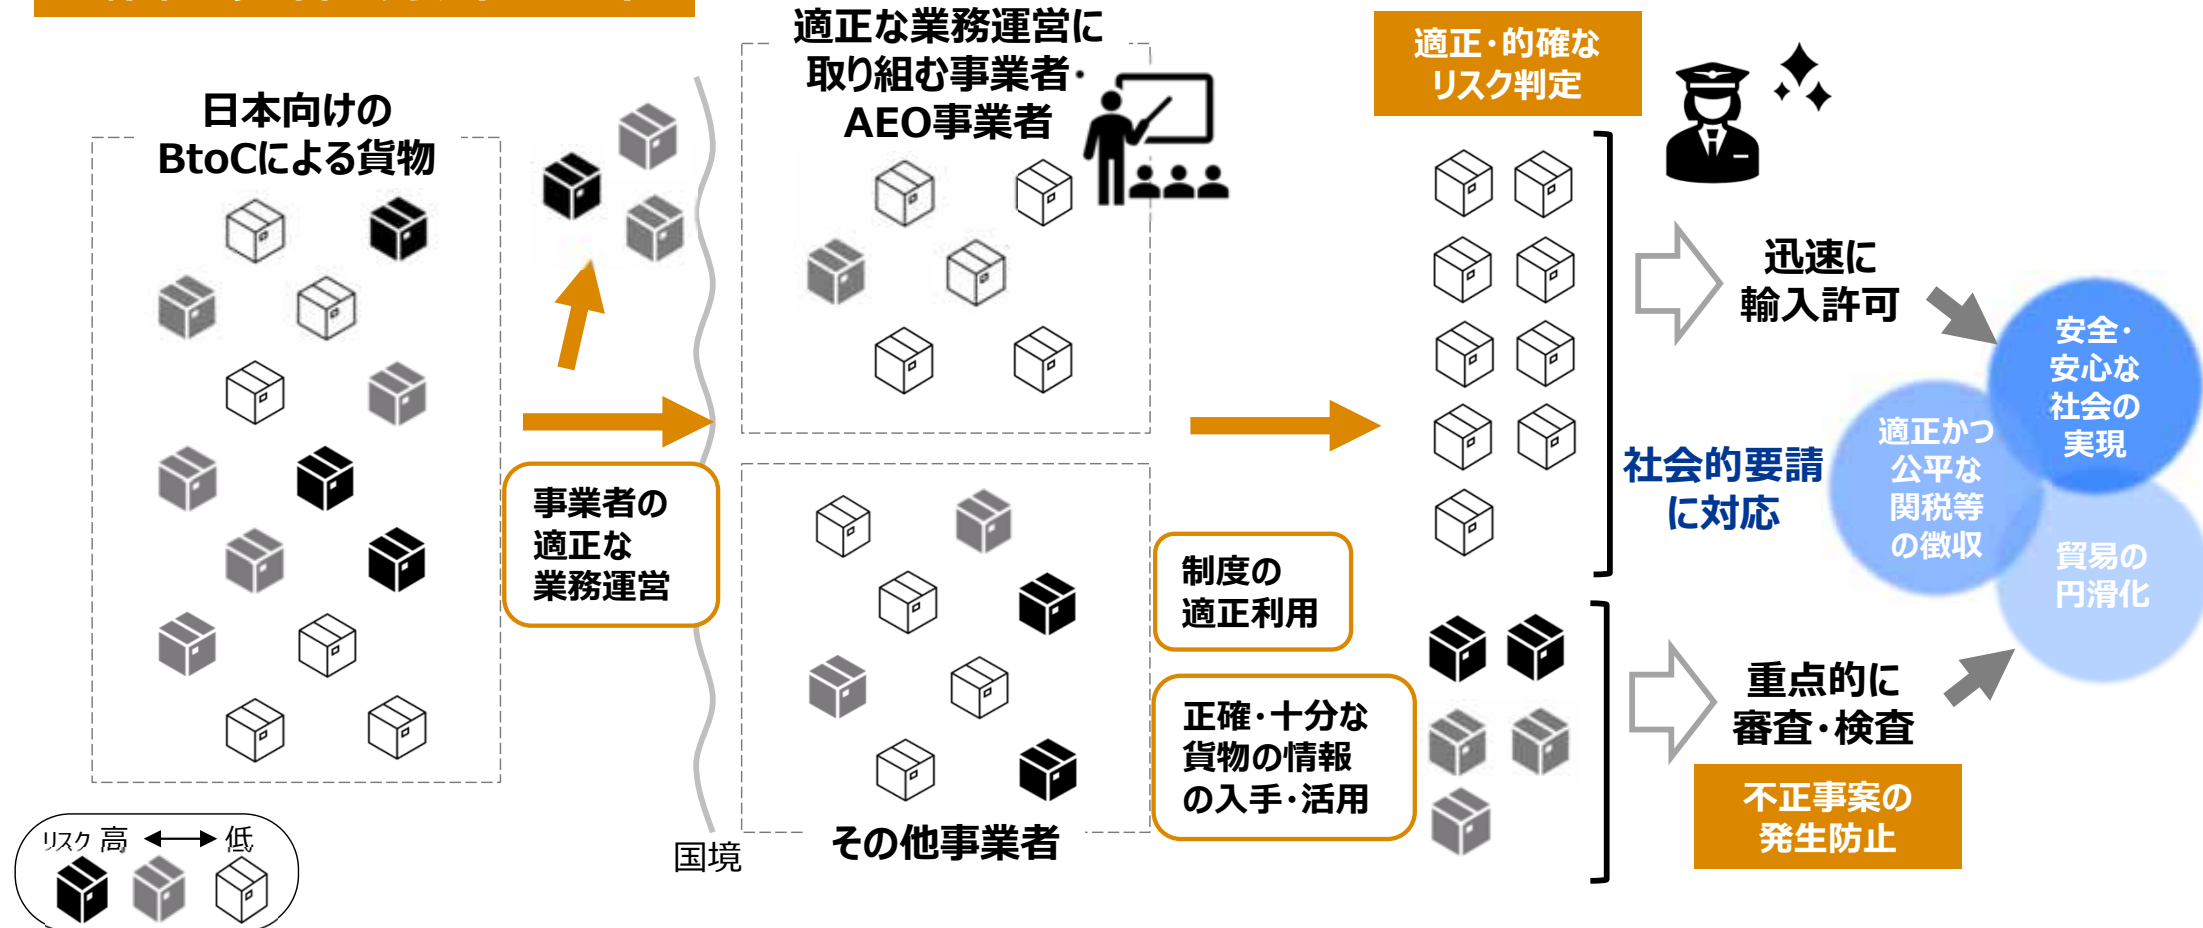 日本向けの
BtoCによる貨物
適正な業務運営に
取り組む事業者・
AEO事業者
適正・的確な
リスク判定
迅速に
輸入許可
安全・
安心な
社会の
実現
適正かつ
公平な
関税等
の徴収
貿易の
円滑化
社会的要請
に対応
事業者の
適正な
業務運営
制度の
適正利用
正確・十分な
貨物の情報
の入手・活用
重点的に
審査・検査
不正事案の
発生防止
その他事業者
国境
リスク 高 低